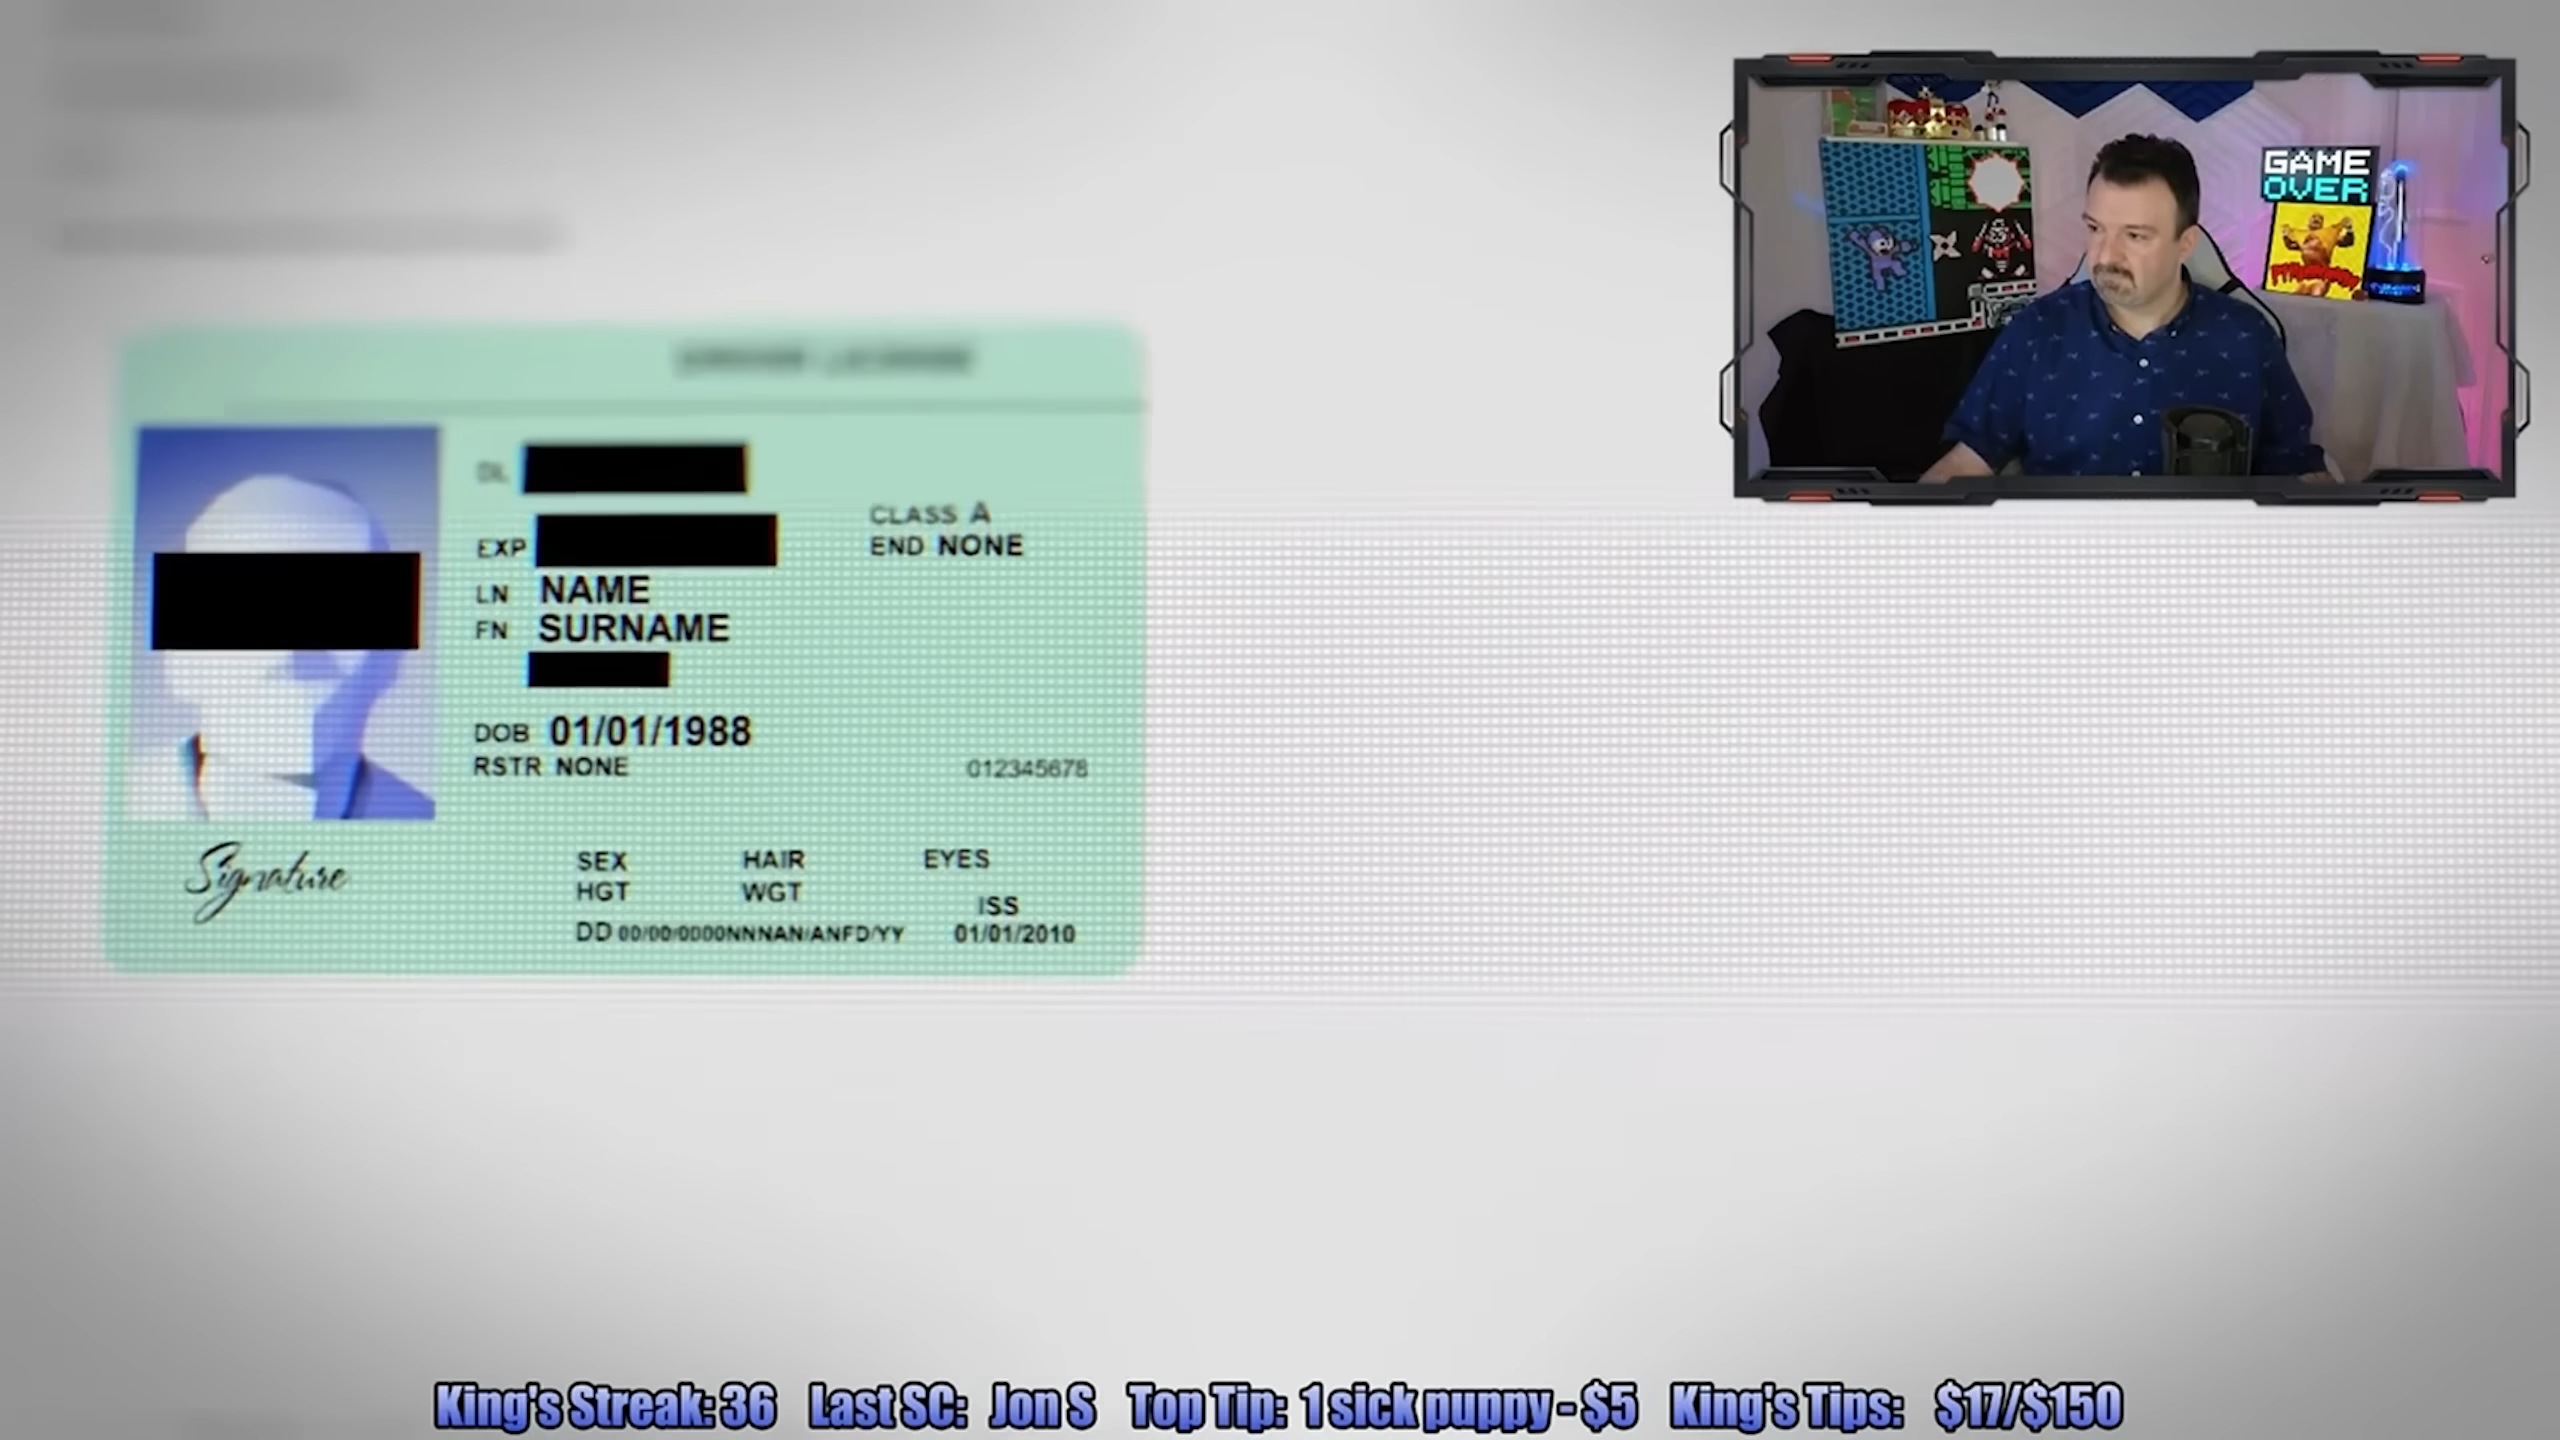 GAME
OVER
DL
EXP
CLASS A
END NONE
LN NAME
FN SURNAME
DOB 01/01/1988
RSTR NONE
012345678
Signature
SEX HAIR EYES
HGT WGT
ISS
DD 00/00/0000NNNAN/ANFD/YY 01/01/2010
King's Streak: 36 Last SC: Jon S Top Tip: 1 sick puppy - $5 King's Tips: $17/$150